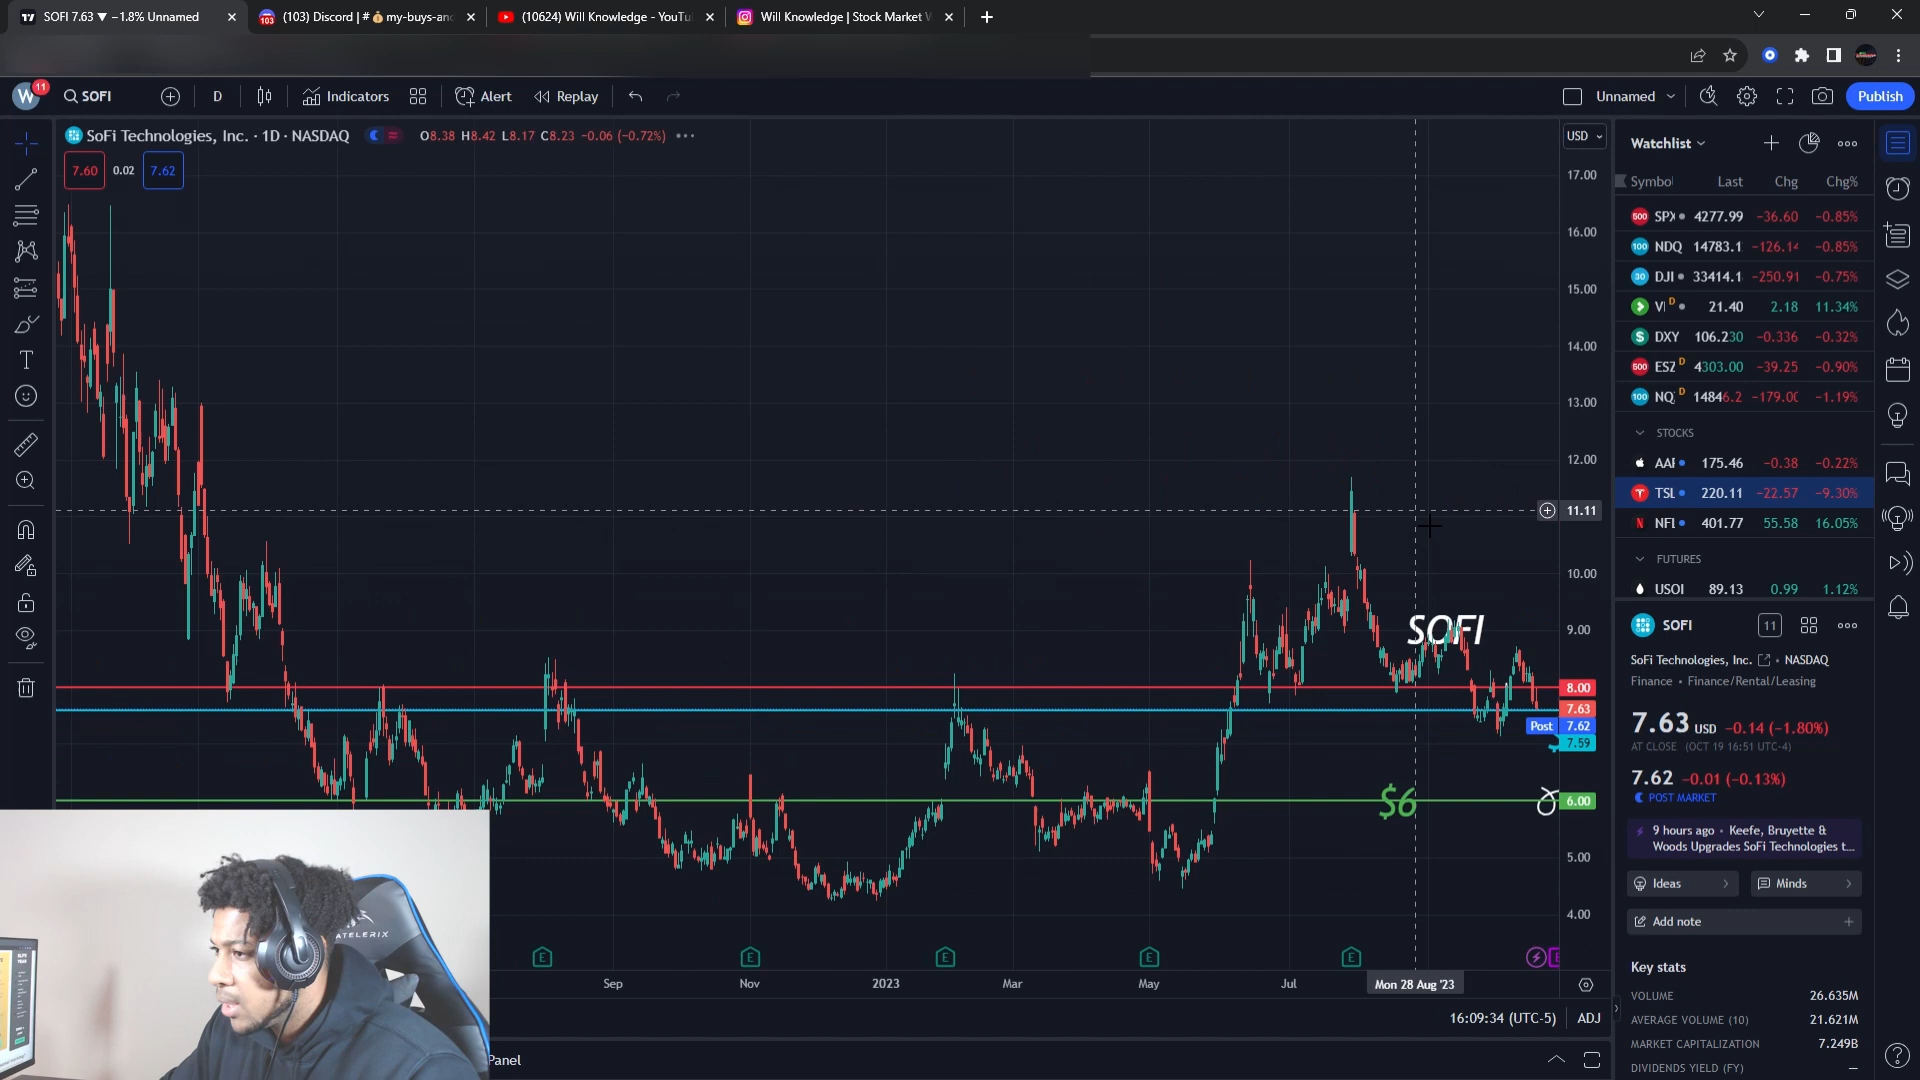 SOFI 7.63 ▼ −1.8% Unnamed
(103) Discord | # 💰my-buys-and
(10624) Will Knowledge - YouTu
Will Knowledge | Stock Market W
W 11
SOFI
D
Indicators
Alert
Replay
Unnamed
Publish
SoFi Technologies, Inc. · 1D · NASDAQ
O8.38 H8.42 L8.17 C8.23 −0.06 (−0.72%)
7.60 0.02 7.62
USD
17.00
16.00
15.00
14.00
13.00
12.00
11.11
10.00
9.00
SOFI
8.00
7.63
Post 7.62
7.59
$6
6.00
5.00
4.00
E E E E E
Sep Nov 2023 Mar May Jul Mon 28 Aug '23
16:09:34 (UTC-5) ADJ
Panel
ATELERIX
Watchlist
Symbol Last Chg Chg%
SPX 4277.99 −36.60 −0.85%
NDQ 14783.1 −126.14 −0.85%
DJI 33414.1 −250.91 −0.75%
VI D 21.40 2.18 11.34%
DXY 106.230 −0.336 −0.32%
ESZ D 4303.00 −39.25 −0.90%
NQ D 14846.2 −179.00 −1.19%
STOCKS
AAP 175.46 −0.38 −0.22%
TSL 220.11 −22.57 −9.30%
NFL 401.77 55.58 16.05%
FUTURES
USOI 89.13 0.99 1.12%
SOFI 11
SoFi Technologies, Inc. • NASDAQ
Finance • Finance/Rental/Leasing
7.63 USD −0.14 (−1.80%)
AT CLOSE (OCT 19 16:51 UTC-4)
7.62 −0.01 (−0.13%)
POST MARKET
9 hours ago • Keefe, Bruyette &
Woods Upgrades SoFi Technologies t...
Ideas
Minds
Add note
Key stats
VOLUME 26.635M
AVERAGE VOLUME (10) 21.621M
MARKET CAPITALIZATION 7.249B
DIVIDENDS YIELD (FY) —